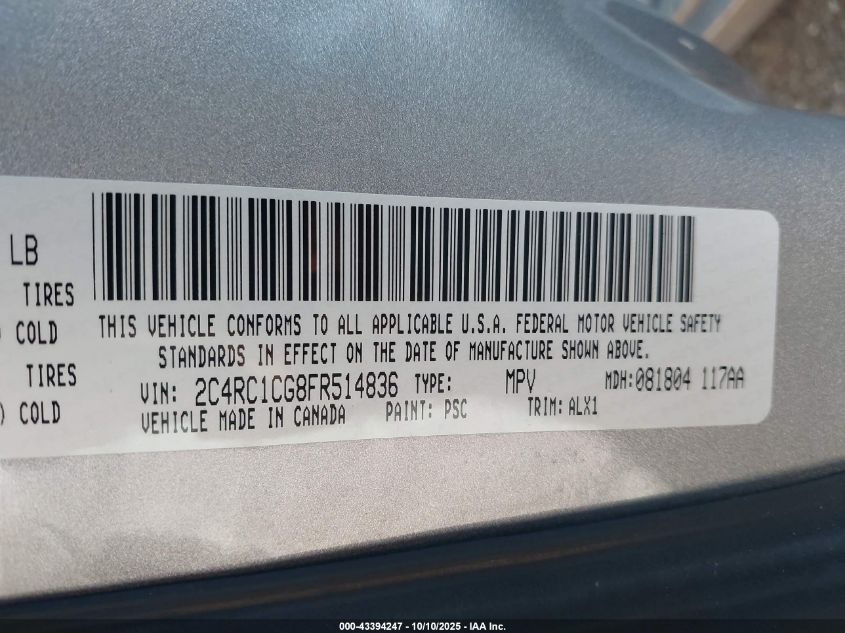 LB
TIRES
COLD
THIS VEHICLE CONFORMS TO ALL APPLICABLE U.S.A. FEDERAL MOTOR VEHICLE SAFETY
STANDARDS IN EFFECT ON THE DATE OF MANUFACTURE SHOWN ABOVE.
TIRES
) COLD
VIN: 2C4RC1CG8FR514836 TYPE: MPV MDH:081804 117AA
VEHICLE MADE IN CANADA PAINT: PSC TRIM: ALX1
000-43394247 - 10/10/2025 - IAA Inc.